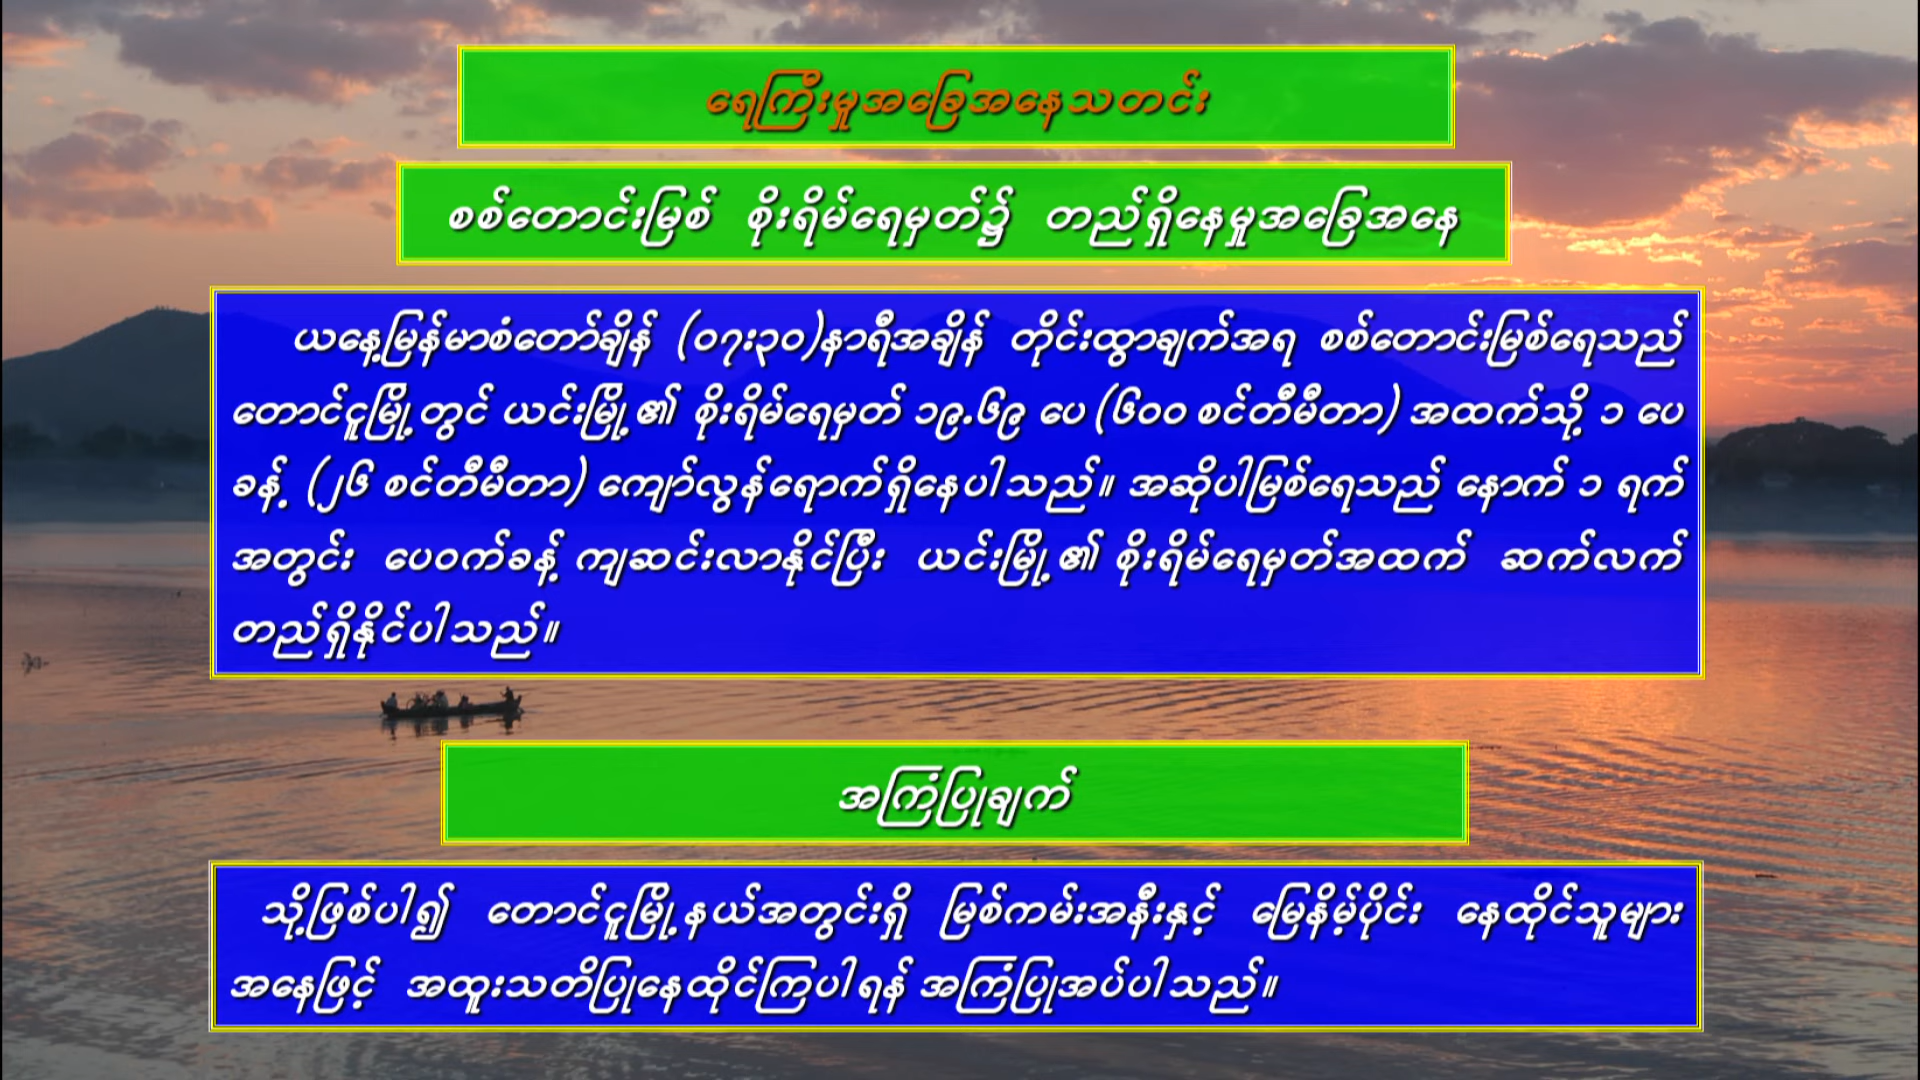 ရေကြီးမှုအခြေအနေသတင်း
စစ်တောင်းမြစ် စိုးရိမ်ရေမှတ်၌ တည်ရှိနေမှုအခြေအနေ
ယနေ့မြန်မာစံတော်ချိန် (၀၇း၃၀)နာရီအချိန် တိုင်းထွာချက်အရ စစ်တောင်းမြစ်ရေသည်
တောင်ငူမြို့တွင် ယင်းမြို့၏ စိုးရိမ်ရေမှတ် ၁၉.၆၉ ပေ (၆၀၀ စင်တီမီတာ) အထက်သို့ ၁ ပေ
ခန့် (၂၆ စင်တီမီတာ) ကျော်လွန်ရောက်ရှိနေပါသည်။ အဆိုပါမြစ်ရေသည် နောက် ၁ ရက်
အတွင်း ပေဝက်ခန့် ကျဆင်းလာနိုင်ပြီး ယင်းမြို့၏ စိုးရိမ်ရေမှတ်အထက် ဆက်လက်
တည်ရှိနိုင်ပါသည်။
အကြံပြုချက်
သို့ဖြစ်ပါ၍ တောင်ငူမြို့နယ်အတွင်းရှိ မြစ်ကမ်းအနီးနှင့် မြေနိမ့်ပိုင်း နေထိုင်သူများ
အနေဖြင့် အထူးသတိပြုနေထိုင်ကြပါရန် အကြံပြုအပ်ပါသည်။